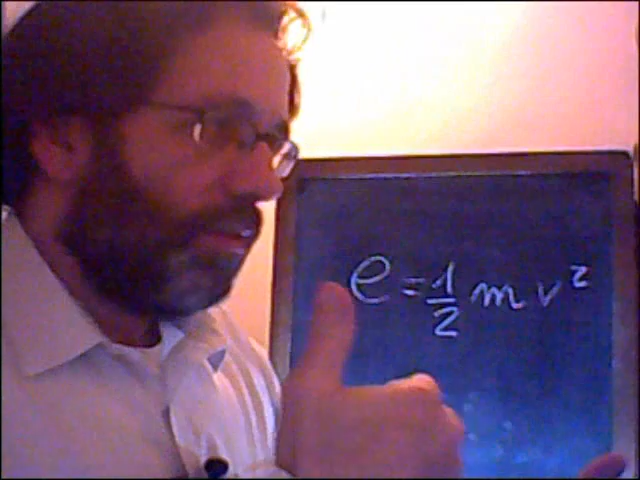 e = 1/2 m v²